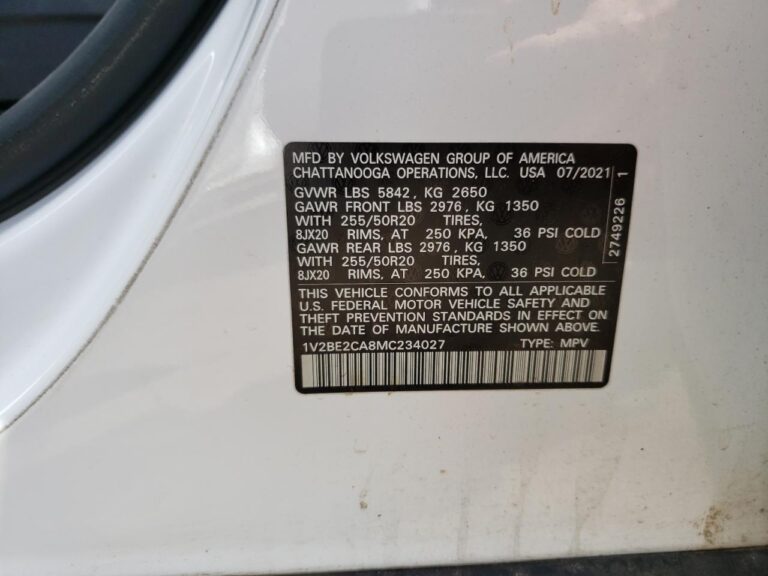 MFD BY VOLKSWAGEN GROUP OF AMERICA
CHATTANOOGA OPERATIONS, LLC. USA 07/2021
GVWR LBS 5842, KG 2650
GAWR FRONT LBS 2976, KG 1350
WITH 255/50R20 TIRES,
8JX20 RIMS, AT 250 KPA, 36 PSI COLD
GAWR REAR LBS 2976, KG 1350
WITH 255/50R20 TIRES,
8JX20 RIMS, AT 250 KPA, 36 PSI COLD
THIS VEHICLE CONFORMS TO ALL APPLICABLE
U.S. FEDERAL MOTOR VEHICLE SAFETY AND
THEFT PREVENTION STANDARDS IN EFFECT ON
THE DATE OF MANUFACTURE SHOWN ABOVE.
1V2BE2CA8MC234027 TYPE: MPV
2749226 1